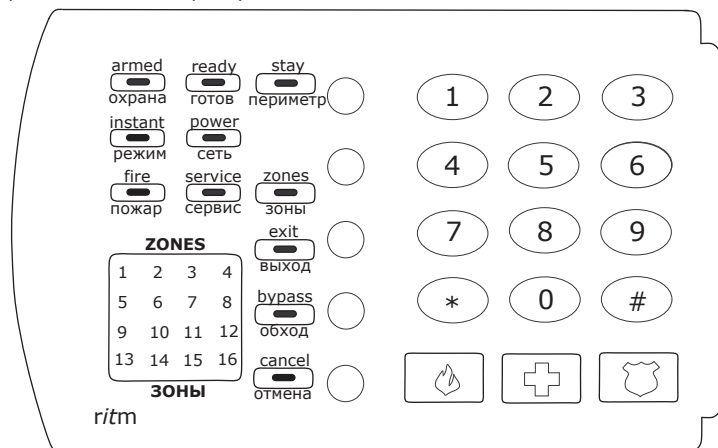 armed ready stay
охрана готов периметр
instant power
режим сеть
fire service zones
пожар сервис зоны
exit
выход
bypass
обход
cancel
отмена
ZONES
1 2 3 4
5 6 7 8
9 10 11 12
13 14 15 16
ЗОНЫ
ritm
1 2 3
4 5 6
7 8 9
* 0 #